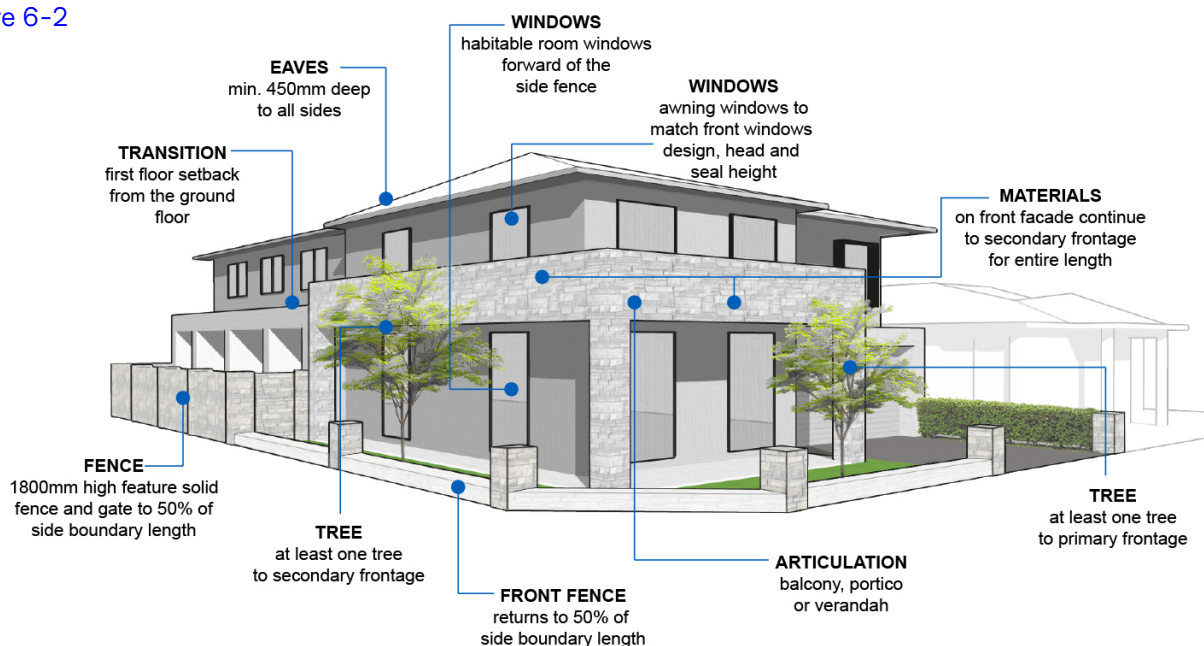 re 6-2
WINDOWS
habitable room windows
forward of the
side fence
EAVES
min. 450mm deep
to all sides
WINDOWS
awning windows to
match front windows
design, head and
seal height
TRANSITION
first floor setback
from the ground
floor
MATERIALS
on front facade continue
to secondary frontage
for entire length
FENCE
1800mm high feature solid
fence and gate to 50% of
side boundary length
TREE
at least one tree
to secondary frontage
FRONT FENCE
returns to 50% of
side boundary length
ARTICULATION
balcony, portico
or verandah
TREE
at least one tree
to primary frontage